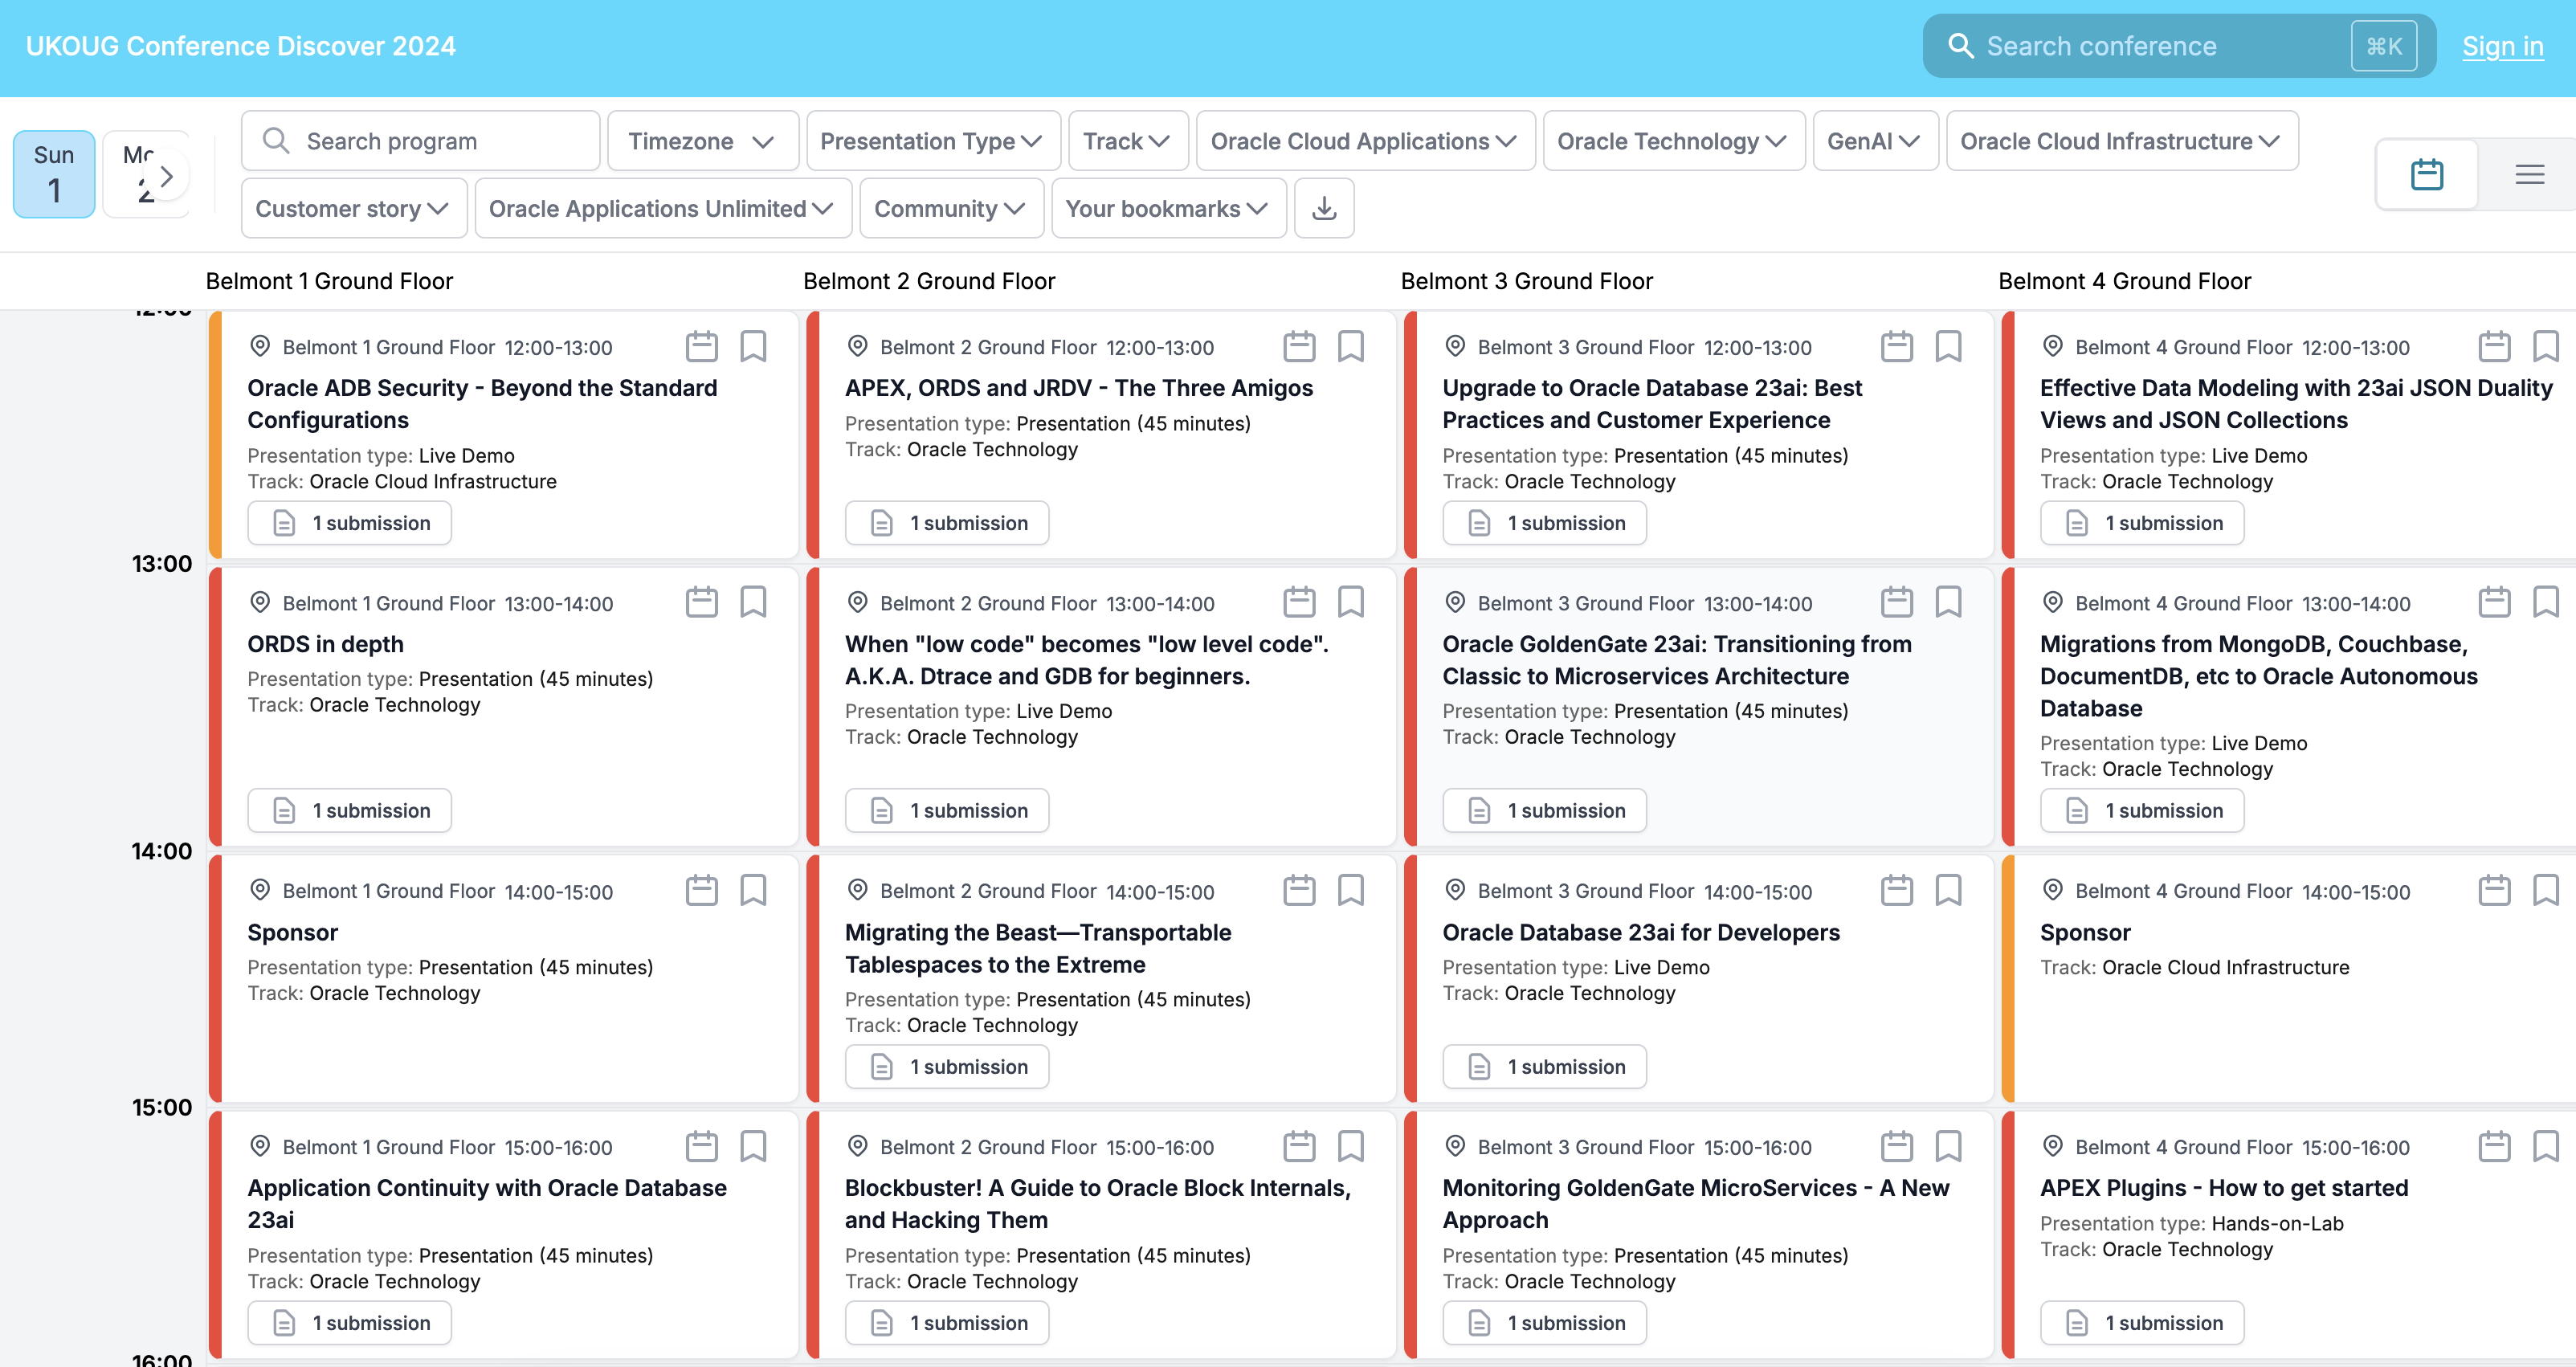 UKOUG Conference Discover 2024
Search conference
⌘K
Sign in
Sun
1
Search program
Timezone
Presentation Type
Track
Oracle Cloud Applications
Oracle Technology
GenAI
Oracle Cloud Infrastructure
Customer story
Oracle Applications Unlimited
Community
Your bookmarks
Belmont 1 Ground Floor
Belmont 2 Ground Floor
Belmont 3 Ground Floor
Belmont 4 Ground Floor
12:00
Belmont 1 Ground Floor 12:00-13:00
Oracle ADB Security - Beyond the Standard
Configurations
Presentation type: Live Demo
Track: Oracle Cloud Infrastructure
1 submission
Belmont 2 Ground Floor 12:00-13:00
APEX, ORDS and JRDV - The Three Amigos
Presentation type: Presentation (45 minutes)
Track: Oracle Technology
1 submission
Belmont 3 Ground Floor 12:00-13:00
Upgrade to Oracle Database 23ai: Best
Practices and Customer Experience
Presentation type: Presentation (45 minutes)
Track: Oracle Technology
1 submission
Belmont 4 Ground Floor 12:00-13:00
Effective Data Modeling with 23ai JSON Duality
Views and JSON Collections
Presentation type: Live Demo
Track: Oracle Technology
1 submission
13:00
Belmont 1 Ground Floor 13:00-14:00
ORDS in depth
Presentation type: Presentation (45 minutes)
Track: Oracle Technology
1 submission
Belmont 2 Ground Floor 13:00-14:00
When "low code" becomes "low level code".
A.K.A. Dtrace and GDB for beginners.
Presentation type: Live Demo
Track: Oracle Technology
1 submission
Belmont 3 Ground Floor 13:00-14:00
Oracle GoldenGate 23ai: Transitioning from
Classic to Microservices Architecture
Presentation type: Presentation (45 minutes)
Track: Oracle Technology
1 submission
Belmont 4 Ground Floor 13:00-14:00
Migrations from MongoDB, Couchbase,
DocumentDB, etc to Oracle Autonomous
Database
Presentation type: Live Demo
Track: Oracle Technology
1 submission
14:00
Belmont 1 Ground Floor 14:00-15:00
Sponsor
Presentation type: Presentation (45 minutes)
Track: Oracle Technology
Belmont 2 Ground Floor 14:00-15:00
Migrating the Beast—Transportable
Tablespaces to the Extreme
Presentation type: Presentation (45 minutes)
Track: Oracle Technology
1 submission
Belmont 3 Ground Floor 14:00-15:00
Oracle Database 23ai for Developers
Presentation type: Live Demo
Track: Oracle Technology
1 submission
Belmont 4 Ground Floor 14:00-15:00
Sponsor
Track: Oracle Cloud Infrastructure
15:00
Belmont 1 Ground Floor 15:00-16:00
Application Continuity with Oracle Database
23ai
Presentation type: Presentation (45 minutes)
Track: Oracle Technology
1 submission
Belmont 2 Ground Floor 15:00-16:00
Blockbuster! A Guide to Oracle Block Internals,
and Hacking Them
Presentation type: Presentation (45 minutes)
Track: Oracle Technology
1 submission
Belmont 3 Ground Floor 15:00-16:00
Monitoring GoldenGate MicroServices - A New
Approach
Presentation type: Presentation (45 minutes)
Track: Oracle Technology
1 submission
Belmont 4 Ground Floor 15:00-16:00
APEX Plugins - How to get started
Presentation type: Hands-on-Lab
Track: Oracle Technology
1 submission
16:00